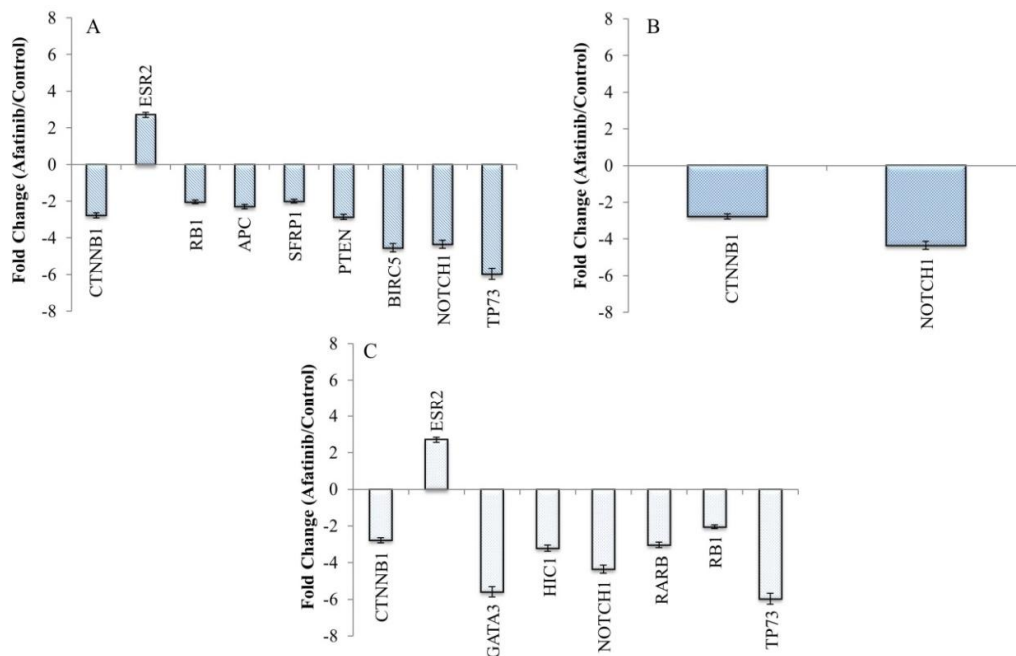 A
Fold Change (Afatinib/Control)
8
6
4
2
0
-2
-4
-6
-8
CTNNB1
ESR2
RB1
APC
SFRP1
PTEN
BIRC5
NOTCH1
TP73
B
Fold Change (Afatinib/Control)
8
6
4
2
0
-2
-4
-6
-8
CTNNB1
NOTCH1
C
Fold Change (Afatinib/Control)
8
6
4
2
0
-2
-4
-6
-8
CTNNB1
ESR2
GATA3
HIC1
NOTCH1
RARB
RB1
TP73